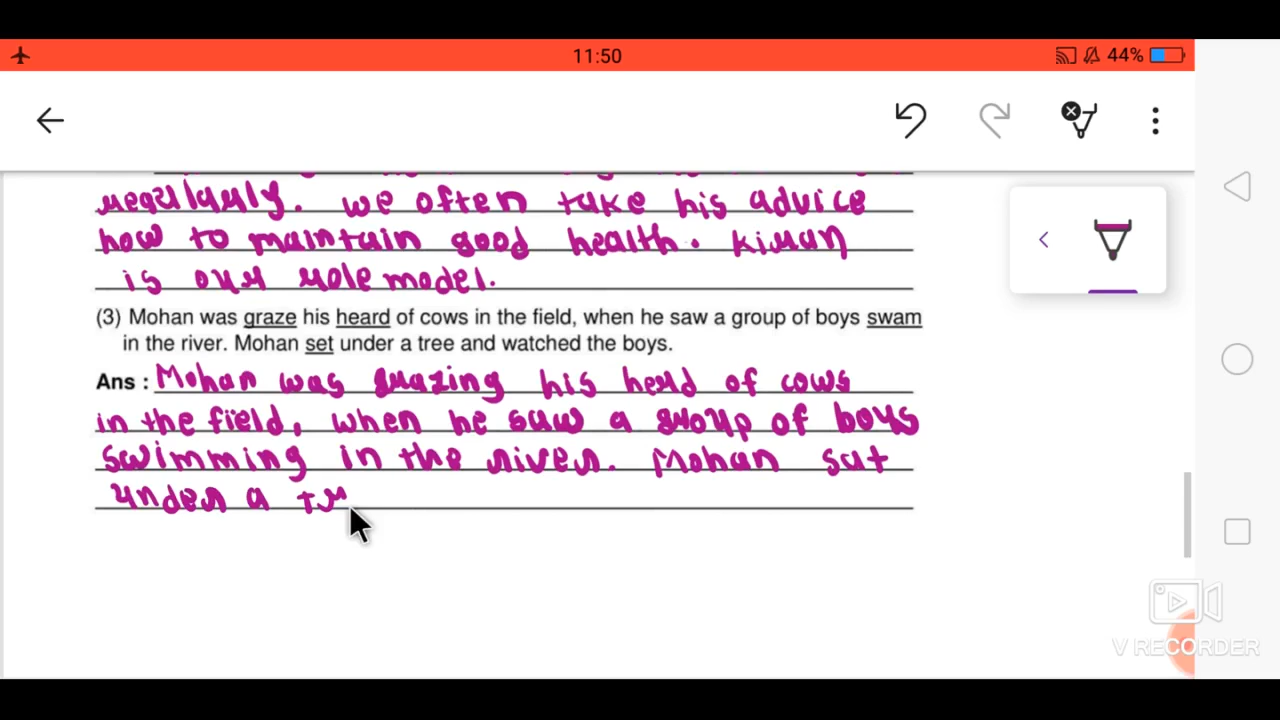 11:50
44%
regularly. we often take his advice
how to maintain good health. Kiran
is our role model.
(3) Mohan was graze his heard of cows in the field, when he saw a group of boys swam
in the river. Mohan set under a tree and watched the boys.
Ans : Mohan was grazing his herd of cows
in the field, when he saw a group of boys
swimming in the river. Mohan sat
under a tr
V RECORDER